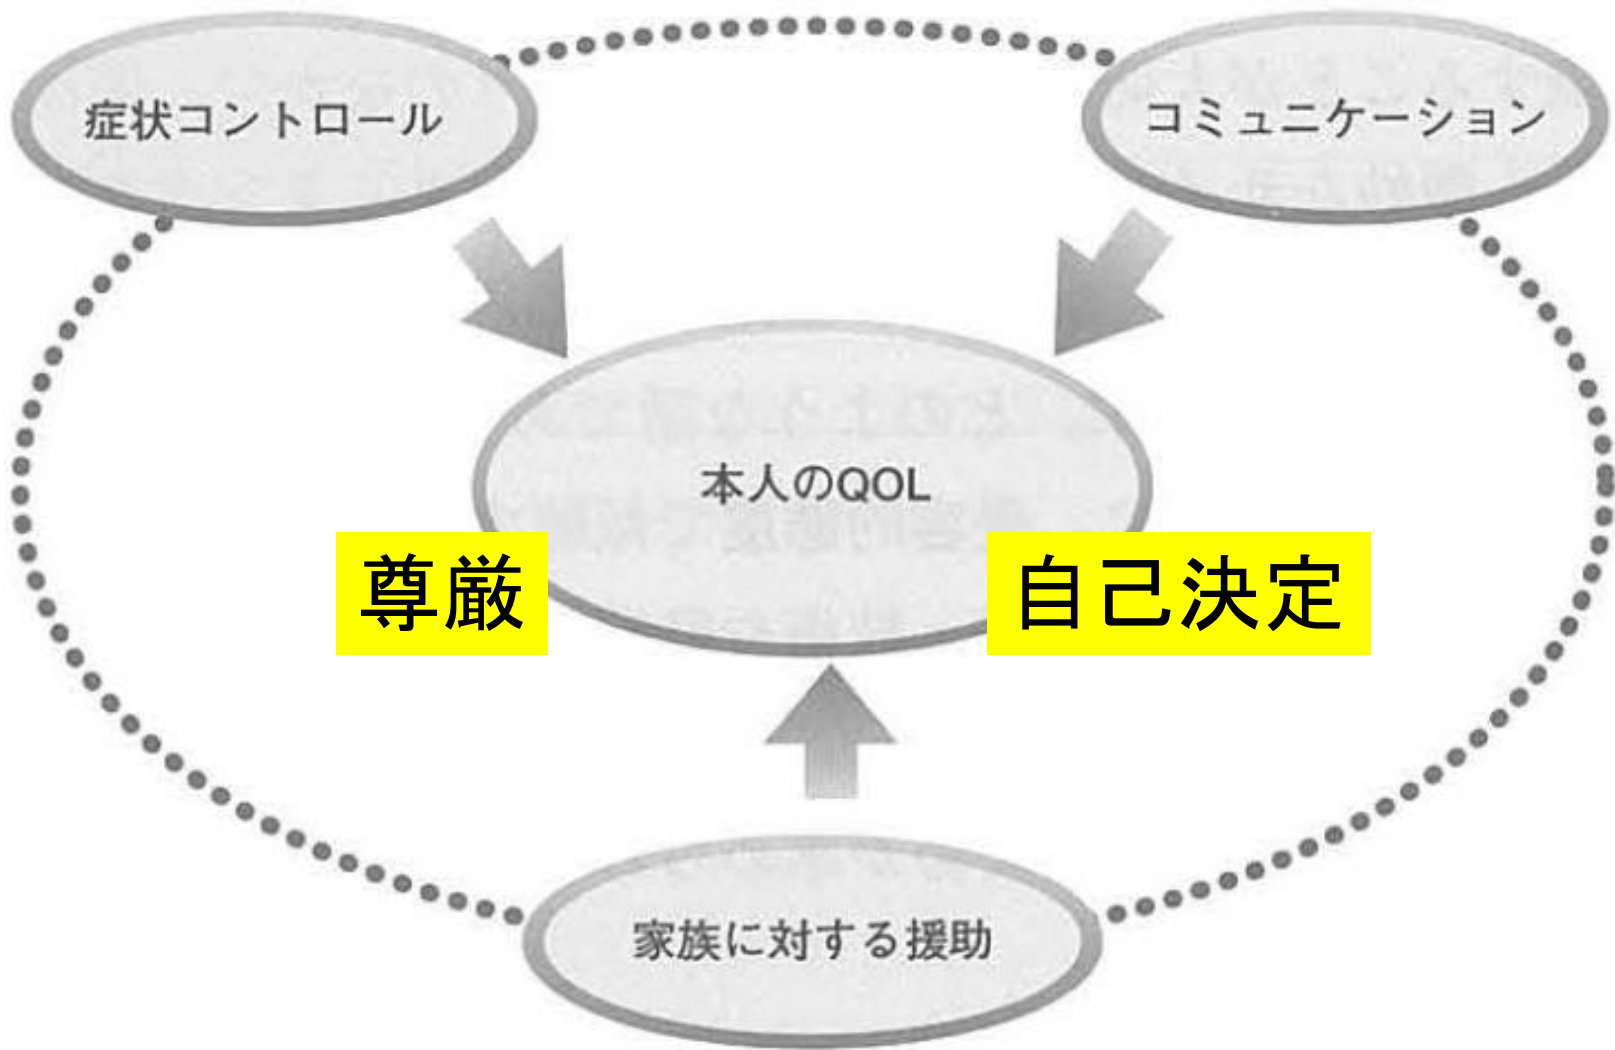 症状コントロール
コミュニケーション
本人のQOL
尊厳
自己決定
家族に対する援助